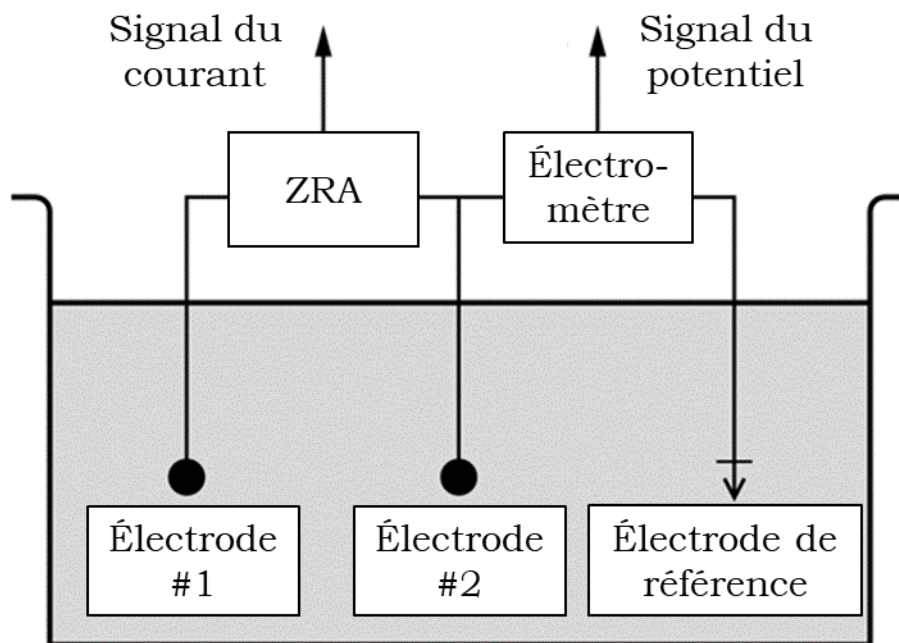 Signal du
courant
Signal du
potentiel
ZRA
Électro-
mètre
Électrode
#1
Électrode
#2
Électrode de
référence